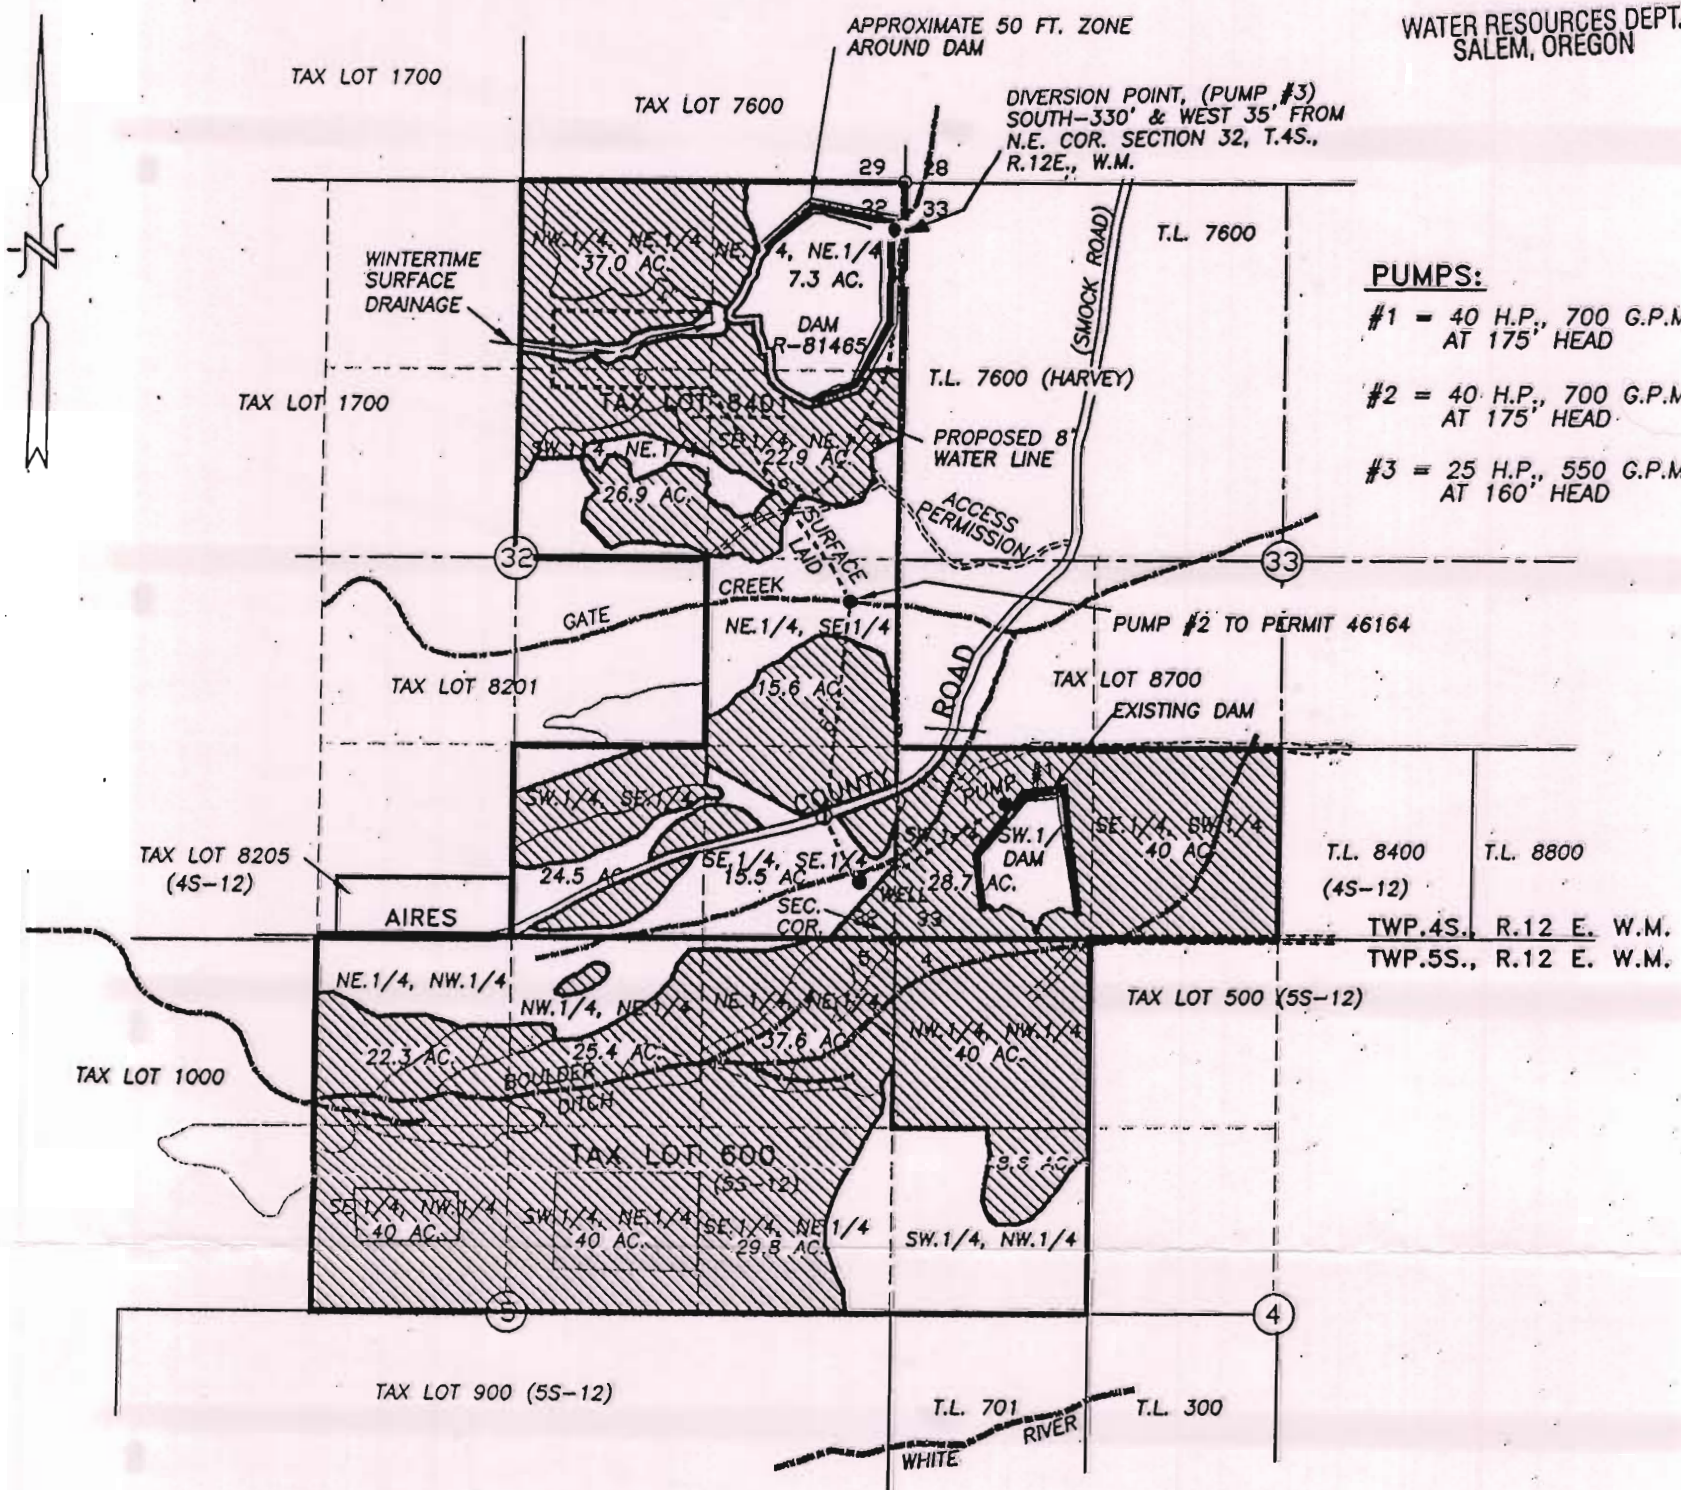 WATER RESOURCES DEPT.
SALEM, OREGON
APPROXIMATE 50 FT. ZONE
AROUND DAM
TAX LOT 1700
TAX LOT 7600
DIVERSION POINT, (PUMP #3)
SOUTH-330' & WEST 35' FROM
N.E. COR. SECTION 32, T.4S.,
R.12E., W.M.
29
28
32
33
N
(SMOCK ROAD)
T.L. 7600
NW.1/4, NE.1/4
37.0 AC.
4, NE.1/4
7.3 AC.
WINTERTIME
SURFACE
DRAINAGE
DAM
R-81465
PUMPS:
#1 = 40 H.P., 700 G.P.M
AT 175' HEAD
#2 = 40 H.P., 700 G.P.M
AT 175' HEAD
#3 = 25 H.P., 550 G.P.M
AT 160' HEAD
T.L. 7600 (HARVEY)
TAX LOT 1700
TAX LOT 8401
SE.1/4, NE.1/4
22.9 AC.
NE.1/4
26.9 AC.
PROPOSED 8"
WATER LINE
ACCESS
PERMISSION
SURFACE
LAID
32
33
GATE
CREEK
NE.1/4, SE.1/4
PUMP #2 TO PERMIT 46164
TAX LOT 8201
15.6 AC.
ROAD
TAX LOT 8700
EXISTING DAM
COUNTY
PUMP #1
SW.1/4, SE.1/4
SW.1/4
SW.1/
DAM
SE.1/4, SW.1/4
40 AC.
TAX LOT 8205
(4S-12)
24.5 AC.
SE.1/4, SE.1/4
15.5 AC.
28.7 AC.
T.L. 8400
(4S-12)
T.L. 8800
AIRES
WELL
SEC.
COR.
33
TWP.4S., R.12 E. W.M.
TWP.5S., R.12 E. W.M.
5
4
NE.1/4, NW.1/4
NW.1/4, NE.1/4
NE.1/4, NE.1/4
TAX LOT 500 (5S-12)
NW.1/4, NW.1/4
40 AC.
22.3 AC.
25.4 AC.
37.6 AC.
TAX LOT 1000
BOULDER
DITCH
TAX LOT 600
(5S-12)
SE.1/4, NW.1/4
40 AC.
SW.1/4, NE.1/4
40 AC.
SE.1/4, NE.1/4
29.8 AC.
SW.1/4, NW.1/4
5
4
TAX LOT 900 (5S-12)
T.L. 701
T.L. 300
WHITE
RIVER